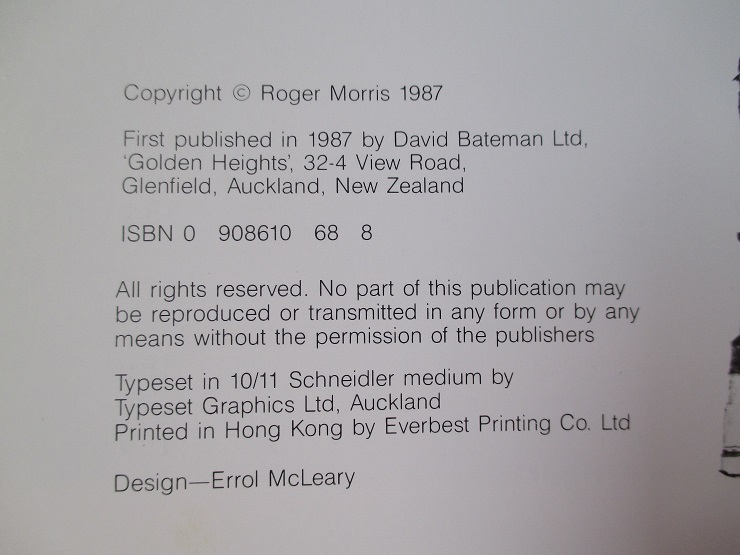 Copyright © Roger Morris 1987
First published in 1987 by David Bateman Ltd,
'Golden Heights', 32-4 View Road,
Glenfield, Auckland, New Zealand
ISBN 0 908610 68 8
All rights reserved. No part of this publication may
be reproduced or transmitted in any form or by any
means without the permission of the publishers
Typeset in 10/11 Schneidler medium by
Typeset Graphics Ltd, Auckland
Printed in Hong Kong by Everbest Printing Co. Ltd
Design—Errol McLeary